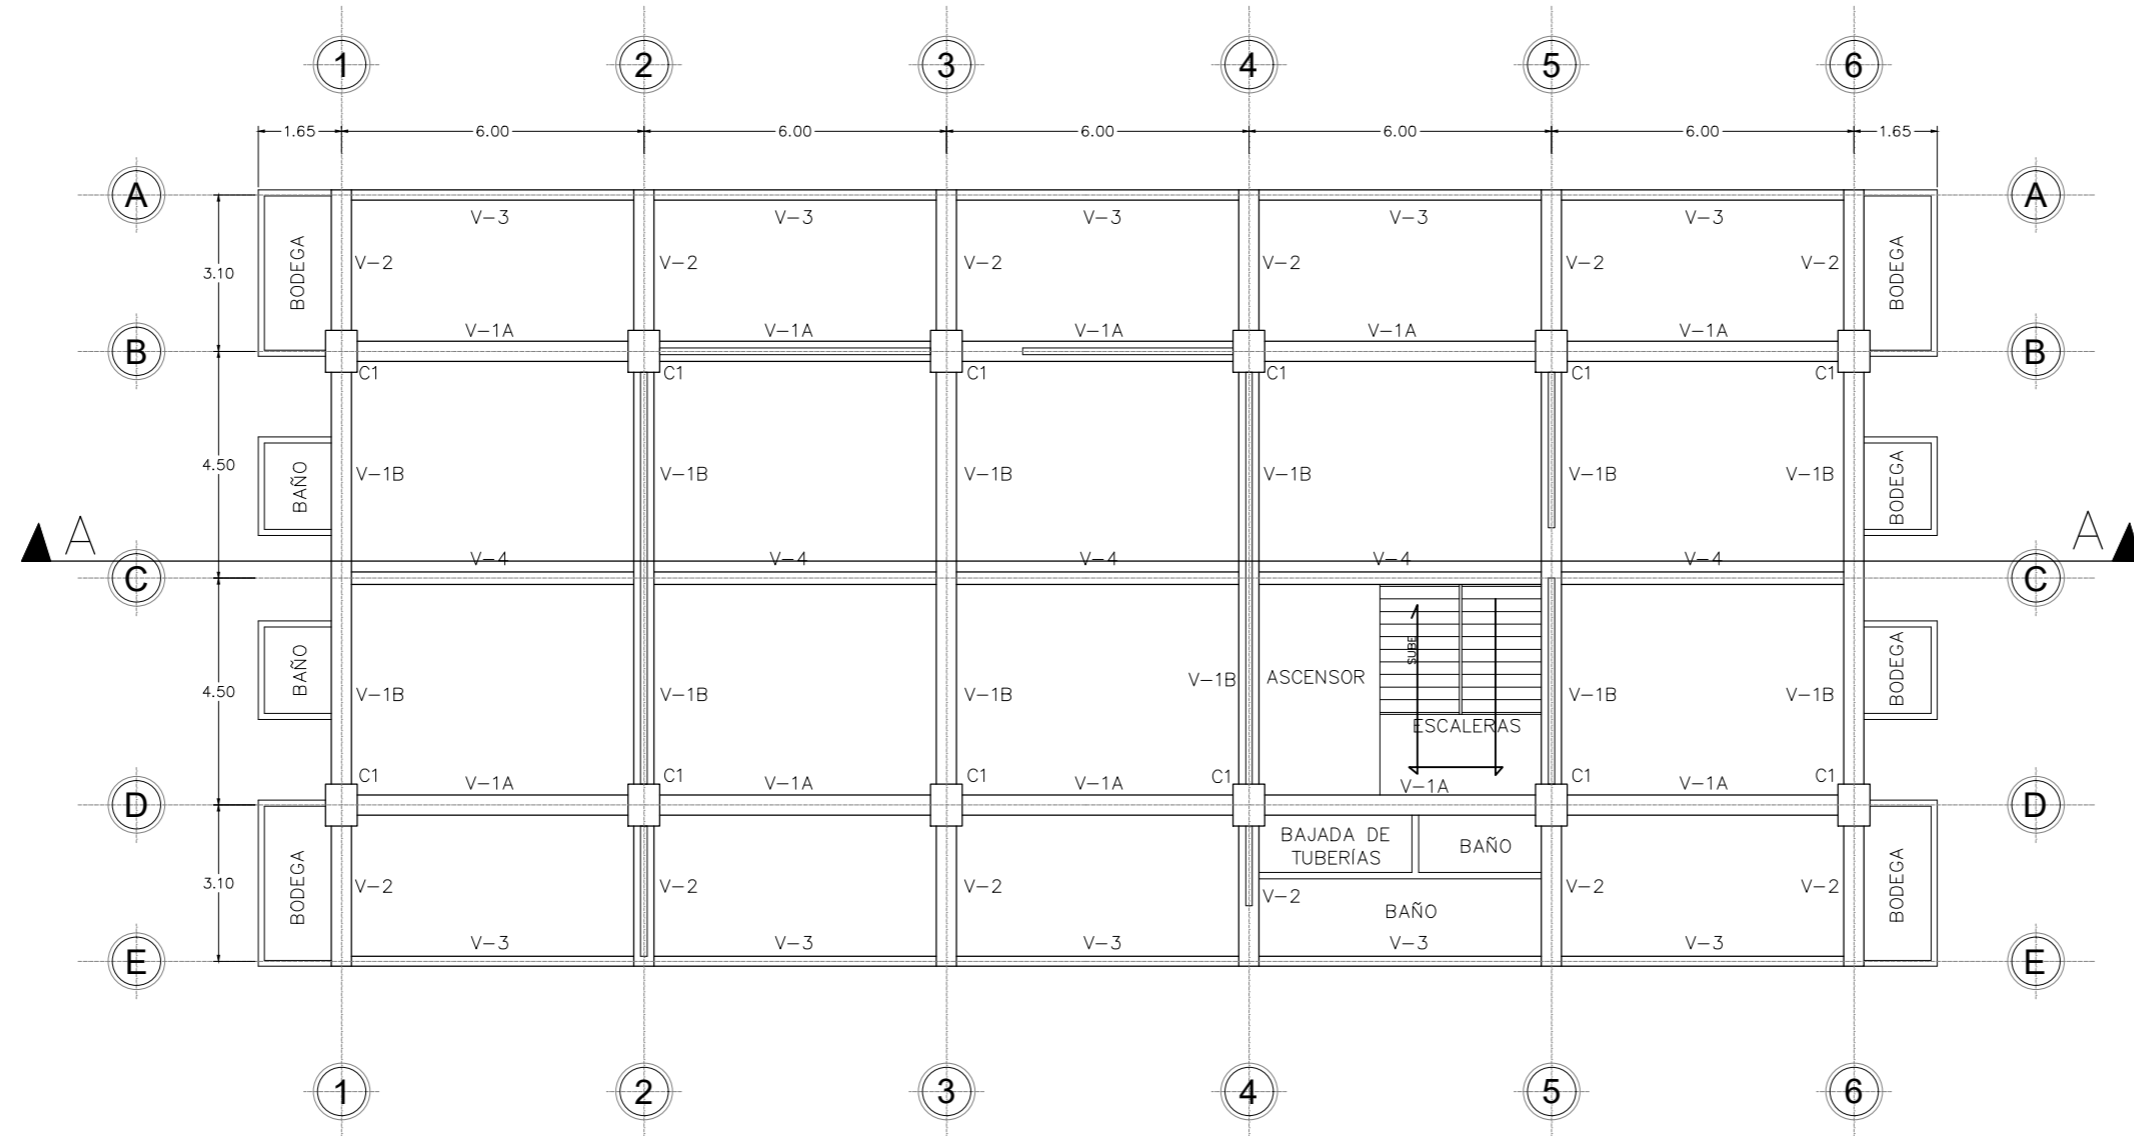 1 2 3 4 5 6
1.65 6.00 6.00 6.00 6.00 6.00 1.65
A A
V-3 V-3 V-3 V-3 V-3
BODEGA V-2 V-2 V-2 V-2 V-2 V-2 BODEGA
3.10
V-1A V-1A V-1A V-1A V-1A
B B
C1 C1 C1 C1 C1 C1
4.50
BAÑO V-1B V-1B V-1B V-1B V-1B V-1B BODEGA
A A
V-4 V-4 V-4 V-4 V-4
C C
SUBE
BAÑO V-1B ASCENSOR BODEGA
4.50 V-1B V-1B V-1B V-1B V-1B
ESCALERAS
C1 C1 C1 C1 C1 C1
V-1A V-1A V-1A V-1A V-1A
D D
BAJADA DE
TUBERÍAS
BAÑO
3.10
BODEGA V-2 V-2 V-2 V-2 V-2 V-2 BODEGA
BAÑO
V-3 V-3 V-3 V-3 V-3
E E
1 2 3 4 5 6